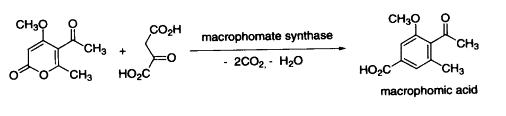 CH₃O
O
CH₃
O
O
CH₃
+
CO₂H
O
HO₂C
macrophomate synthase
- 2CO₂, - H₂O
CH₃O
O
CH₃
HO₂C
CH₃
macrophomic acid